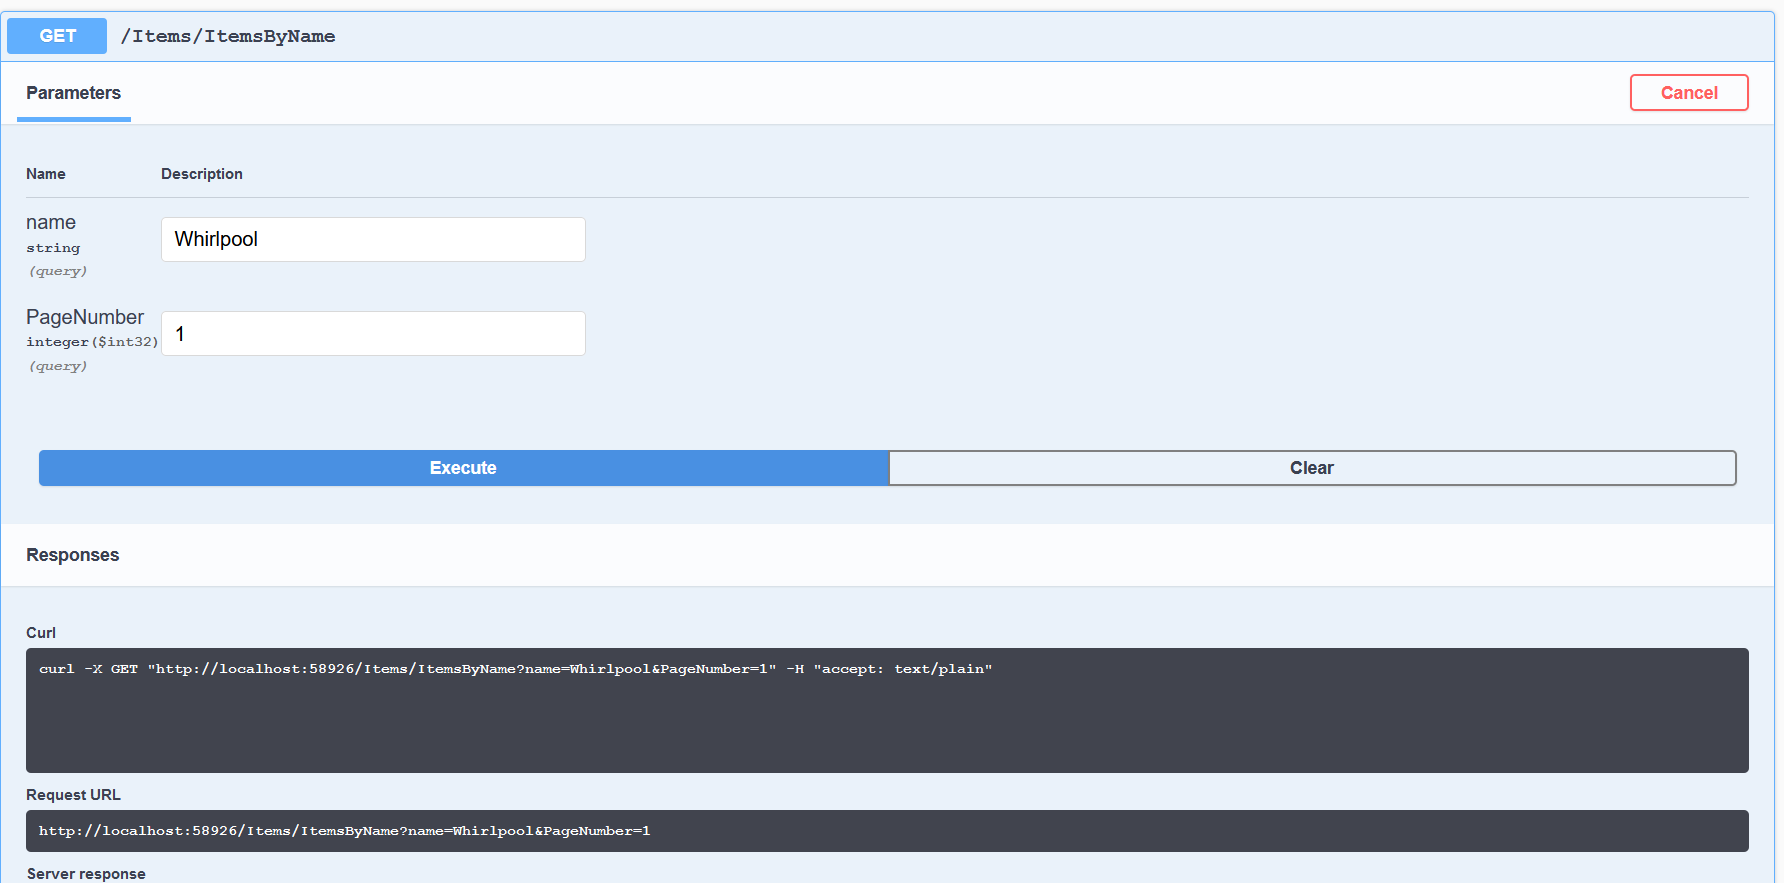 GET /Items/ItemsByName
Parameters
Cancel
Name Description
name
string
(query)
Whirlpool
PageNumber
integer($int32)
(query)
1
Execute
Clear
Responses
Curl
curl -X GET "http://localhost:58926/Items/ItemsByName?name=Whirlpool&PageNumber=1" -H "accept: text/plain"
Request URL
http://localhost:58926/Items/ItemsByName?name=Whirlpool&PageNumber=1
Server response